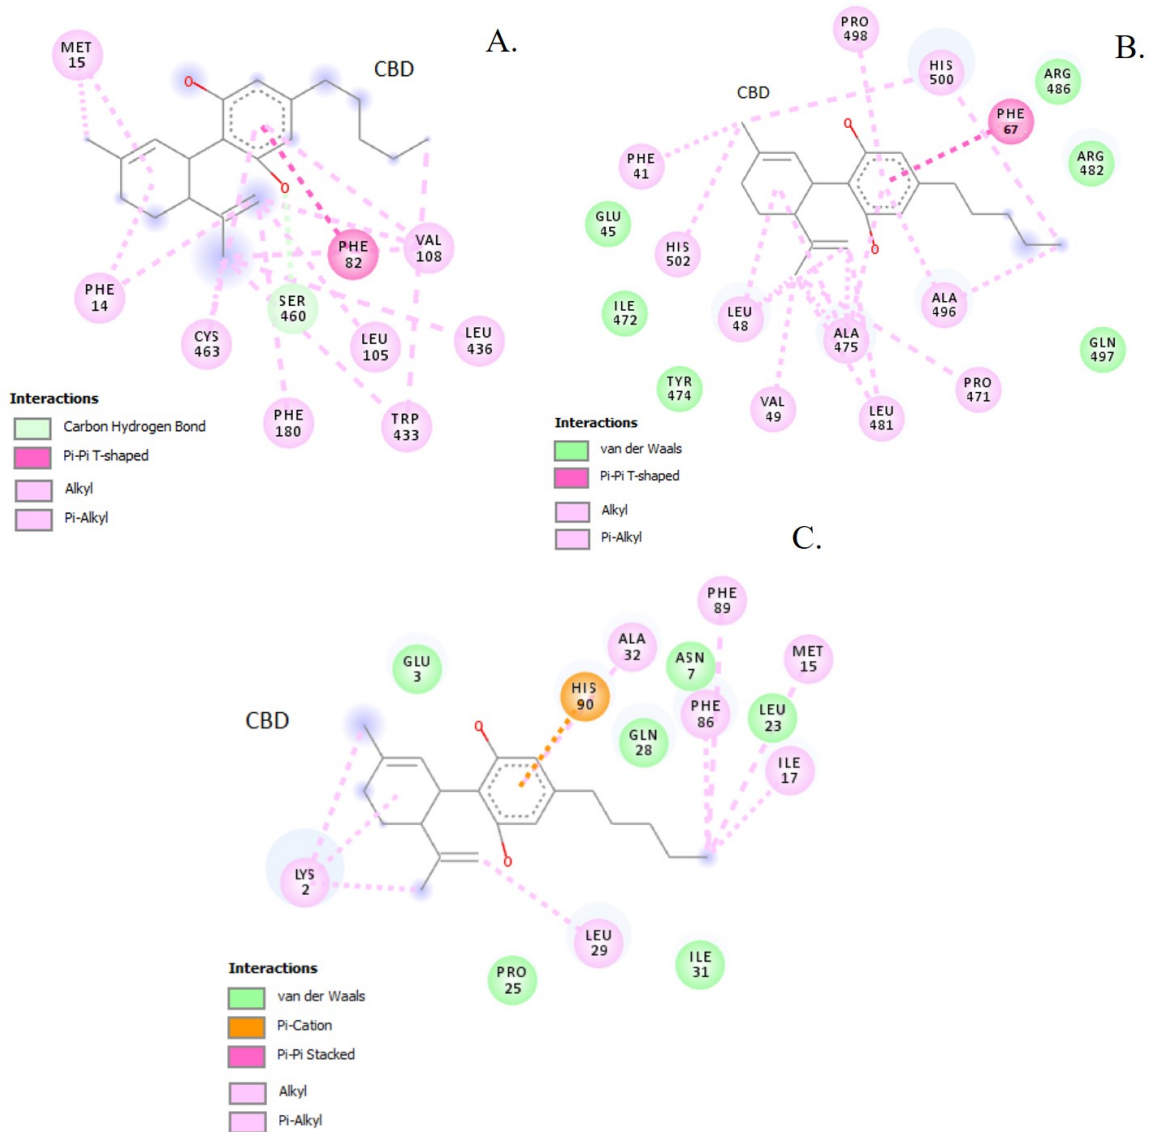 A.
MET
15
O
CBD
O
PHE
82
VAL
108
PHE
14
SER
460
CYS
463
LEU
105
LEU
436
PHE
180
TRP
433
Interactions
Carbon Hydrogen Bond
Pi-Pi T-shaped
Alkyl
Pi-Alkyl
B.
PRO
498
HIS
500
ARG
486
CBD
O
PHE
67
PHE
41
ARG
482
GLU
45
HIS
502
O
ILE
472
LEU
48
ALA
475
ALA
496
GLN
497
TYR
474
VAL
49
LEU
481
PRO
471
Interactions
van der Waals
Pi-Pi T-shaped
Alkyl
Pi-Alkyl
C.
PHE
89
ALA
32
ASN
7
MET
15
GLU
3
HIS
90
PHE
86
LEU
23
CBD
O
GLN
28
ILE
17
O
LYS
2
LEU
29
PRO
25
ILE
31
Interactions
van der Waals
Pi-Cation
Pi-Pi Stacked
Alkyl
Pi-Alkyl